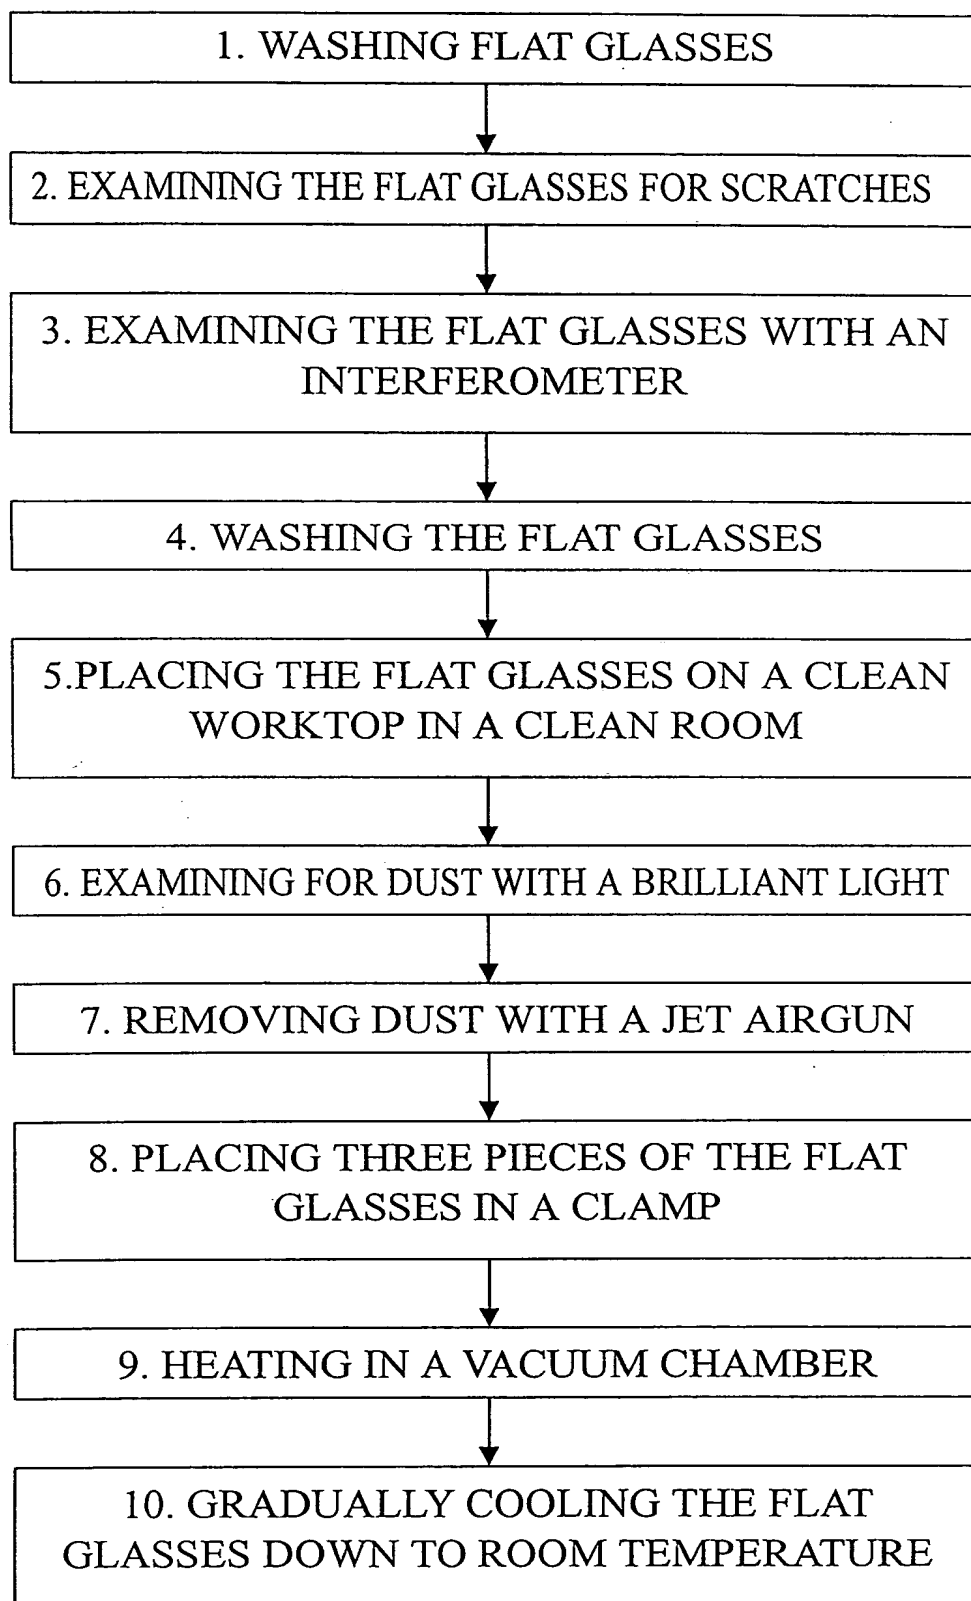 1. WASHING FLAT GLASSES
2. EXAMINING THE FLAT GLASSES FOR SCRATCHES
3. EXAMINING THE FLAT GLASSES WITH AN
INTERFEROMETER
4. WASHING THE FLAT GLASSES
5.PLACING THE FLAT GLASSES ON A CLEAN
WORKTOP IN A CLEAN ROOM
6. EXAMINING FOR DUST WITH A BRILLIANT LIGHT
7. REMOVING DUST WITH A JET AIRGUN
8. PLACING THREE PIECES OF THE FLAT
GLASSES IN A CLAMP
9. HEATING IN A VACUUM CHAMBER
10. GRADUALLY COOLING THE FLAT
GLASSES DOWN TO ROOM TEMPERATURE